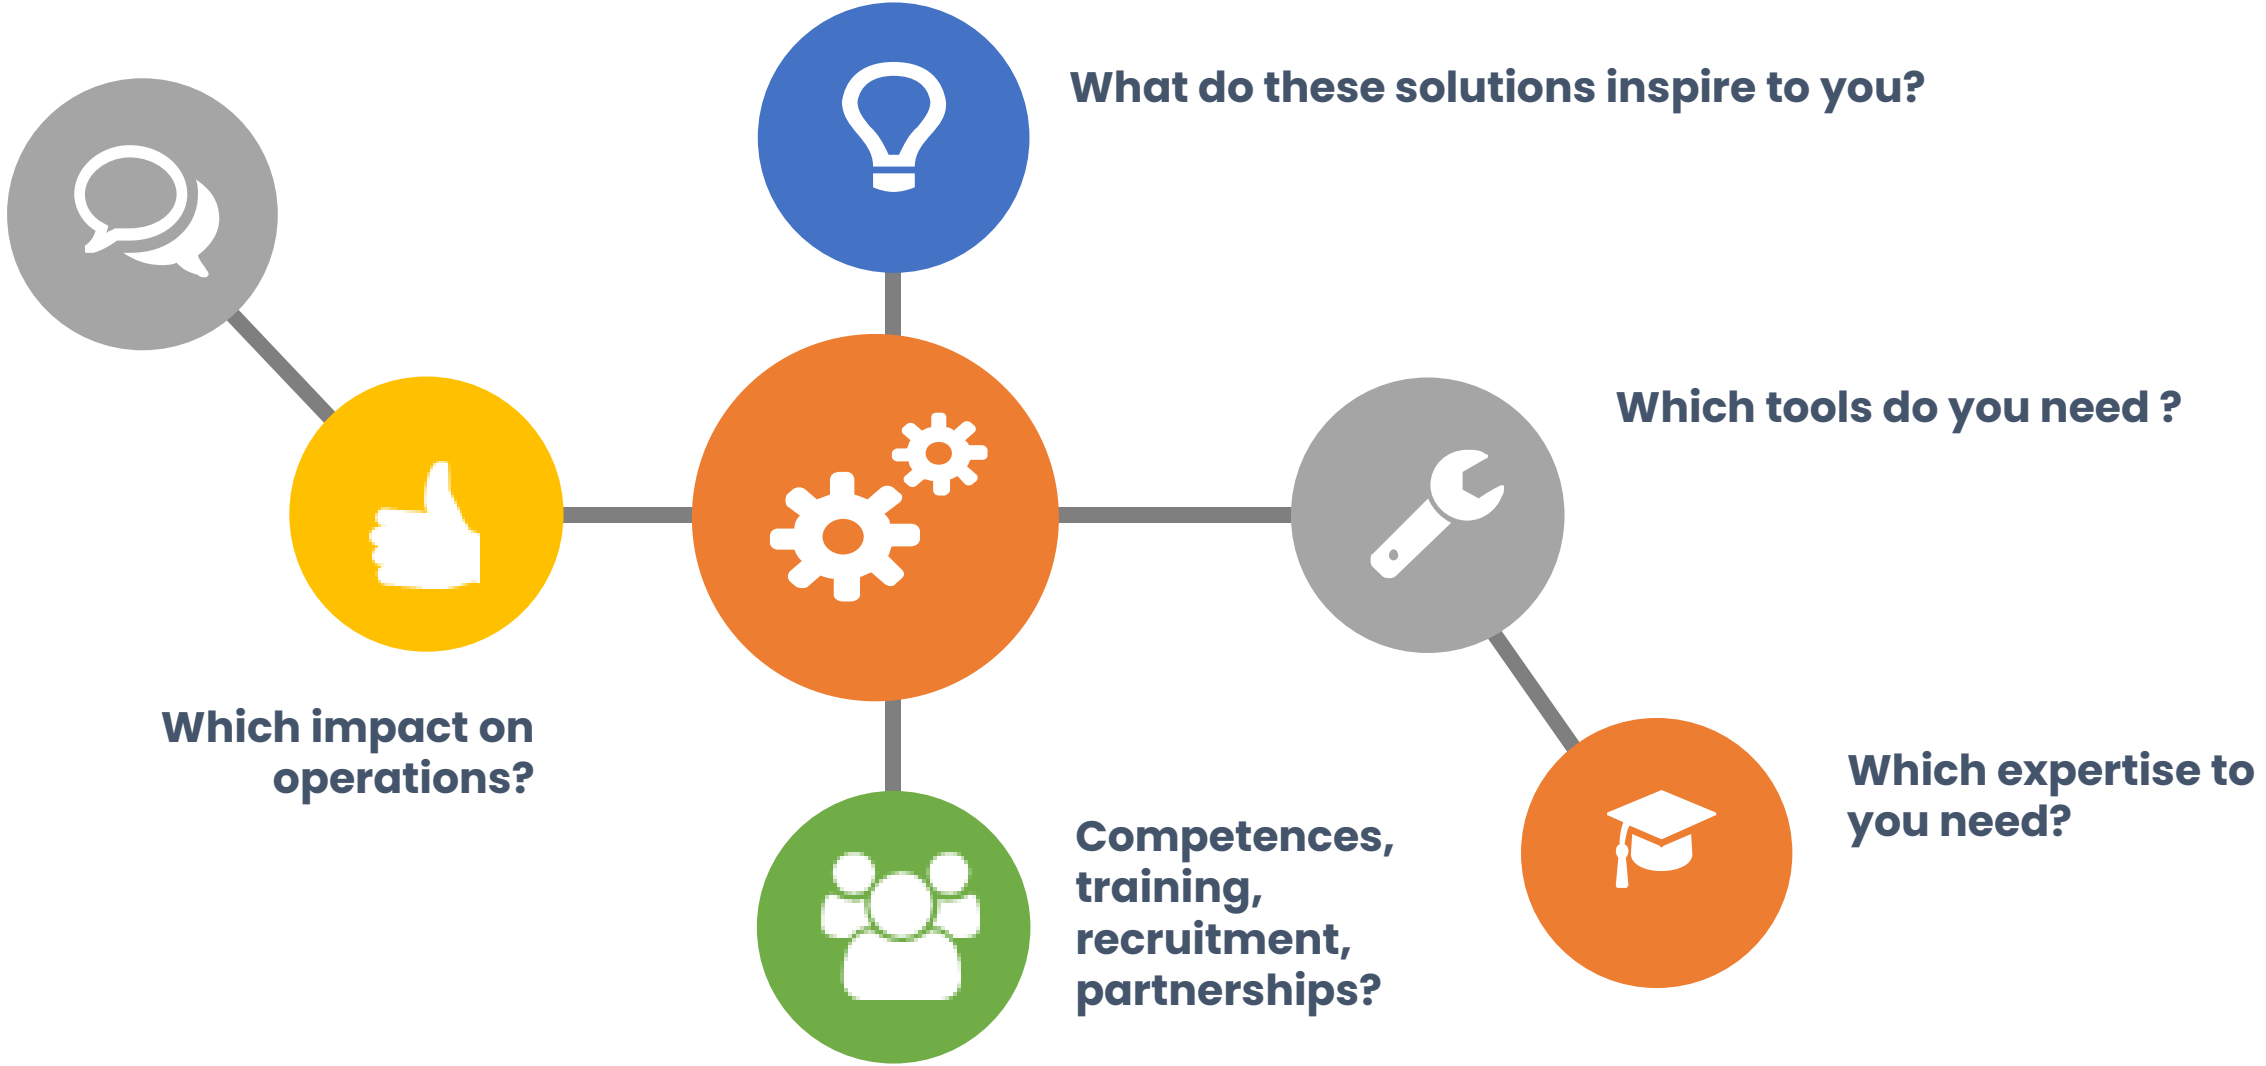 What do these solutions inspire to you?
Which tools do you need ?
Which impact on
operations?
Which expertise to
you need?
Competences,
training,
recruitment,
partnerships?